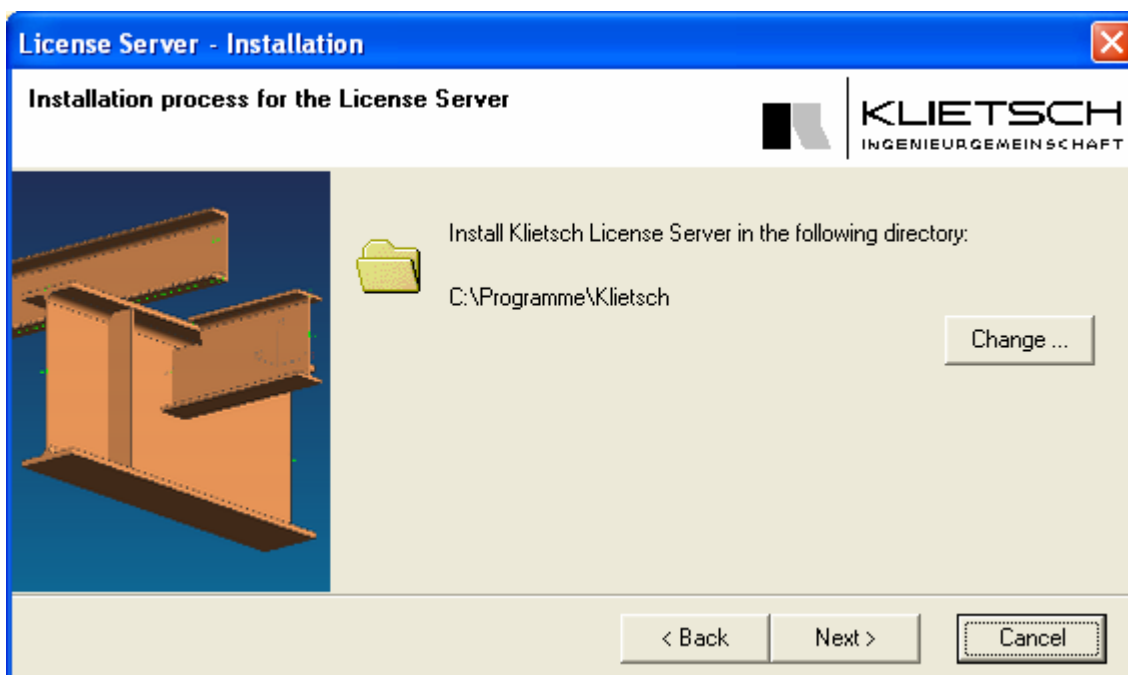 License Server - Installation
Installation process for the License Server
KLIETSCH
INGENIEURGEMEINSCHAFT
Install Klietsch License Server in the following directory:
C:\Programme\Klietsch
Change ...
< Back
Next >
Cancel